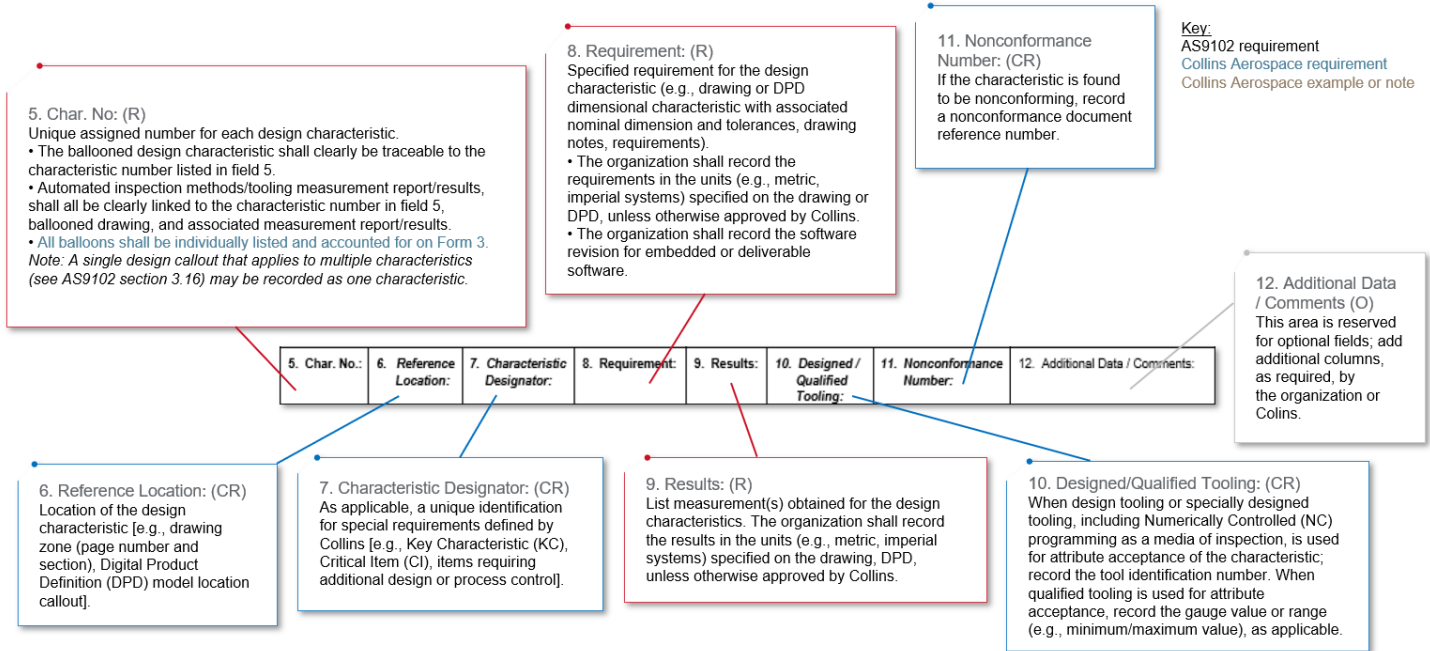 Key:
AS9102 requirement
Collins Aerospace requirement
Collins Aerospace example or note
5. Char. No: (R)
Unique assigned number for each design characteristic.
• The ballooned design characteristic shall clearly be traceable to the
characteristic number listed in field 5.
• Automated inspection methods/tooling measurement report/results,
shall all be clearly linked to the characteristic number in field 5,
ballooned drawing, and associated measurement report/results.
• All balloons shall be individually listed and accounted for on Form 3.
Note: A single design callout that applies to multiple characteristics
(see AS9102 section 3.16) may be recorded as one characteristic.
8. Requirement: (R)
Specified requirement for the design
characteristic (e.g., drawing or DPD
dimensional characteristic with associated
nominal dimension and tolerances, drawing
notes, requirements).
• The organization shall record the
requirements in the units (e.g., metric,
imperial systems) specified on the drawing or
DPD, unless otherwise approved by Collins.
• The organization shall record the software
revision for embedded or deliverable
software.
11. Nonconformance
Number: (CR)
If the characteristic is found
to be nonconforming, record
a nonconformance document
reference number.
12. Additional Data
/ Comments (O)
This area is reserved
for optional fields; add
additional columns,
as required, by
the organization or
Colins.
5. Char. No.:
6. Reference
Location:
7. Characteristic
Designator:
8. Requirement:
9. Results:
10. Designed /
Qualified
Tooling:
11. Nonconformance
Number:
12. Additional Data / Comments:
6. Reference Location: (CR)
Location of the design
characteristic [e.g., drawing
zone (page number and
section), Digital Product
Definition (DPD) model location
callout].
7. Characteristic Designator: (CR)
As applicable, a unique identification
for special requirements defined by
Collins [e.g., Key Characteristic (KC),
Critical Item (CI), items requiring
additional design or process control].
9. Results: (R)
List measurement(s) obtained for the design
characteristics. The organization shall record
the results in the units (e.g., metric, imperial
systems) specified on the drawing, DPD,
unless otherwise approved by Collins.
10. Designed/Qualified Tooling: (CR)
When design tooling or specially designed
tooling, including Numerically Controlled (NC)
programming as a media of inspection, is used
for attribute acceptance of the characteristic;
record the tool identification number. When
qualified tooling is used for attribute
acceptance, record the gauge value or range
(e.g., minimum/maximum value), as applicable.